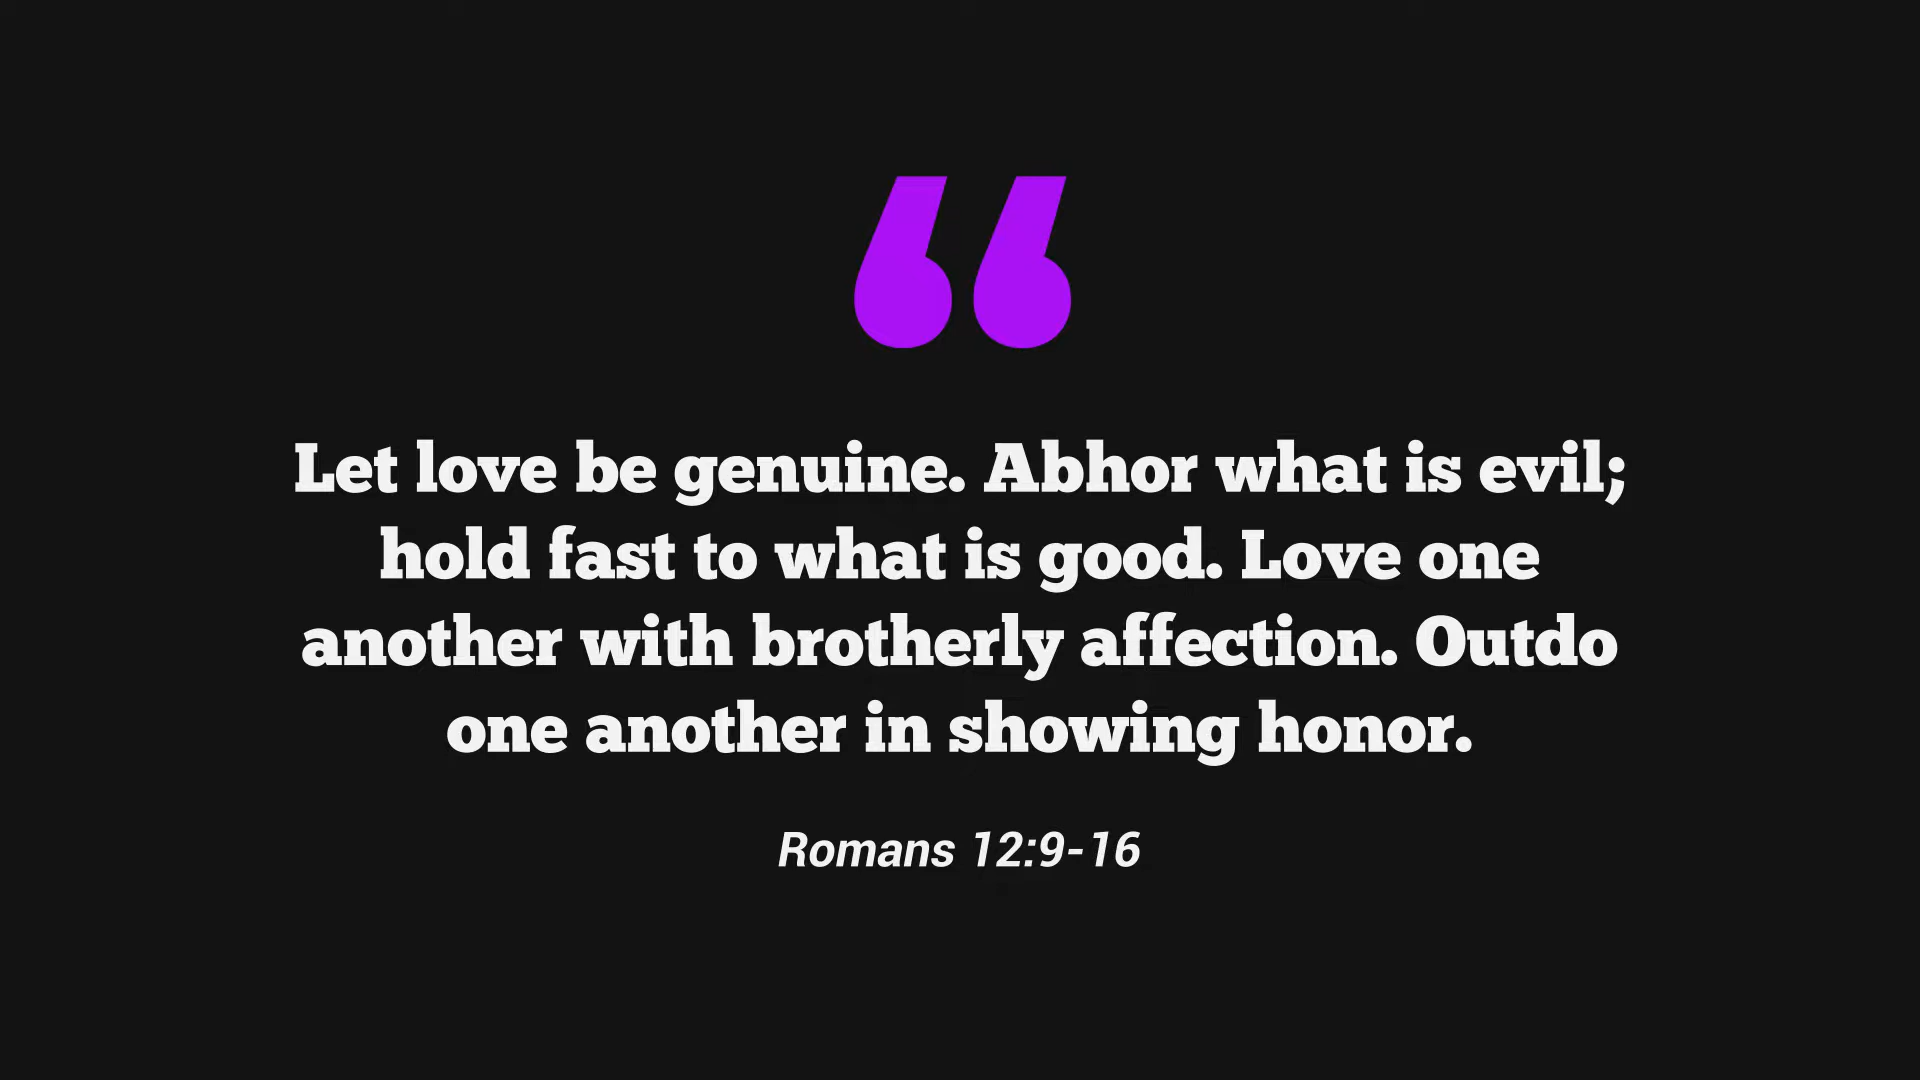 “
Let love be genuine. Abhor what is evil;
hold fast to what is good. Love one
another with brotherly affection. Outdo
one another in showing honor.
Romans 12:9-16